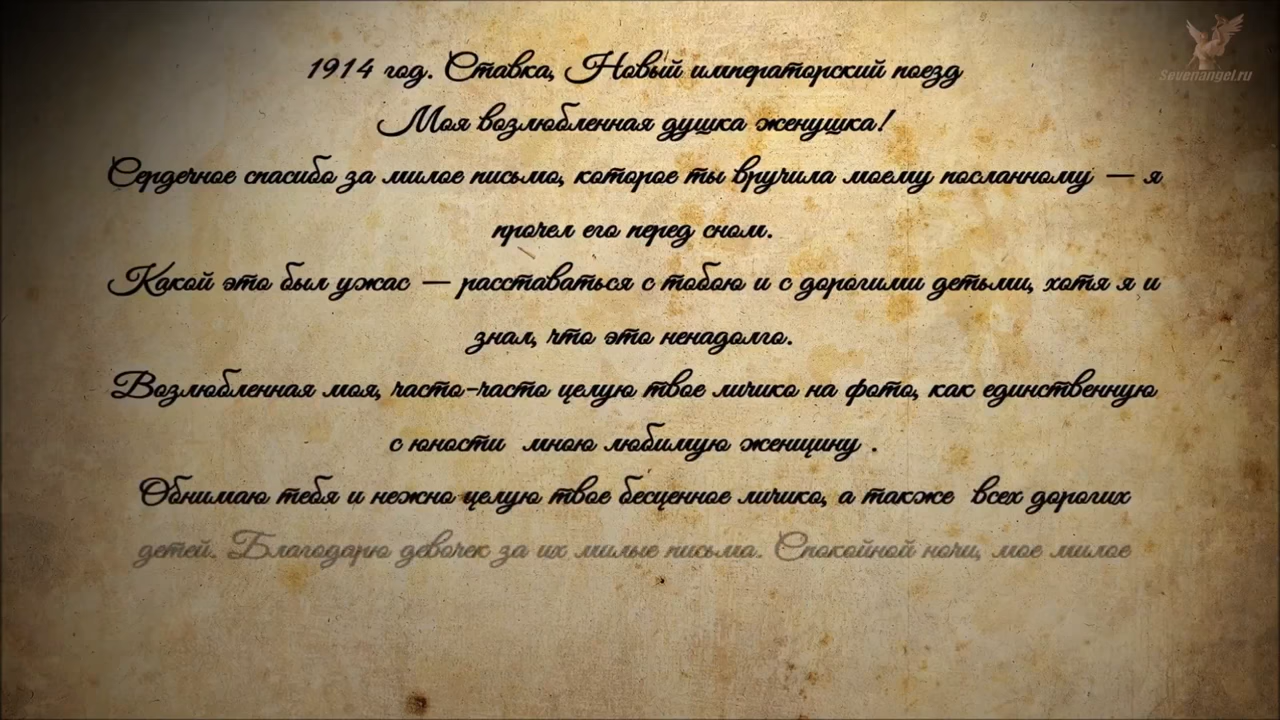 Sevenangel.ru
1914 год. Ставка, Новый императорский поезд
Моя возлюбленная душка женушка!
Сердечное спасибо за милое письмо, которое ты вручила моему посланному — я
прочел его перед сном.
Какой это был ужас — расставаться с тобою и с дорогими детьми, хотя я и
знал, что это ненадолго.
Возлюбленная моя, часто-часто целую твое личико на фото, как единственную
с юности мною любимую женщину .
Обнимаю тебя и нежно целую твое бесценное личико, а также всех дорогих
детей. Благодарю девочек за их милые письма. Спокойной ночи, мое милое